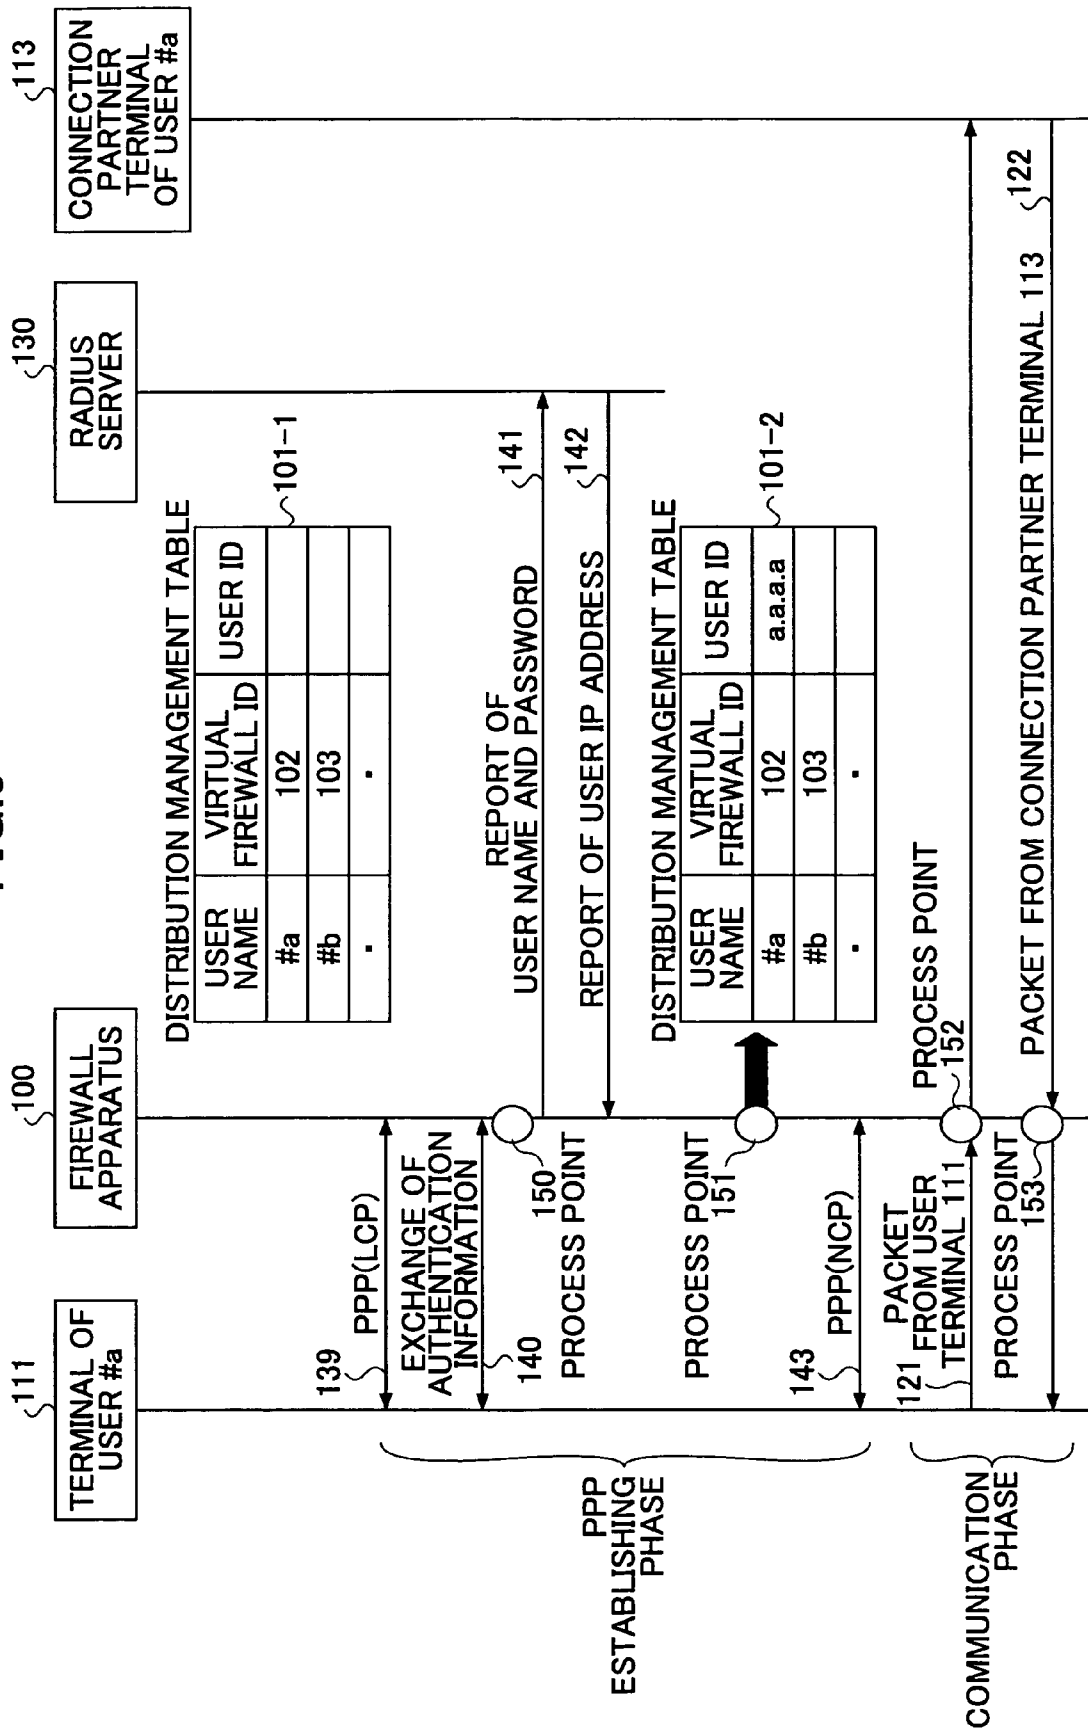 111
TERMINAL OF
USER #a
100
FIREWALL
APPARATUS
130
RADIUS
SERVER
113
CONNECTION
PARTNER
TERMINAL
OF USER #a
DISTRIBUTION MANAGEMENT TABLE
USER
NAME
VIRTUAL
FIREWALL ID
USER ID
101-1
#a
102
#b
103
.
.
139
PPP(LCP)
EXCHANGE OF
AUTHENTICATION
INFORMATION
140
150
PROCESS POINT
REPORT OF
USER NAME AND PASSWORD
141
REPORT OF USER IP ADDRESS
142
PROCESS POINT
151
DISTRIBUTION MANAGEMENT TABLE
USER
NAME
VIRTUAL
FIREWALL ID
USER ID
101-2
#a
102
a.a.a.a
#b
103
.
.
143
PPP(NCP)
PPP
ESTABLISHING
PHASE
121
PACKET
FROM USER
TERMINAL 111
PROCESS POINT
152
PROCESS POINT
153
PACKET FROM CONNECTION PARTNER TERMINAL 113
122
COMMUNICATION
PHASE